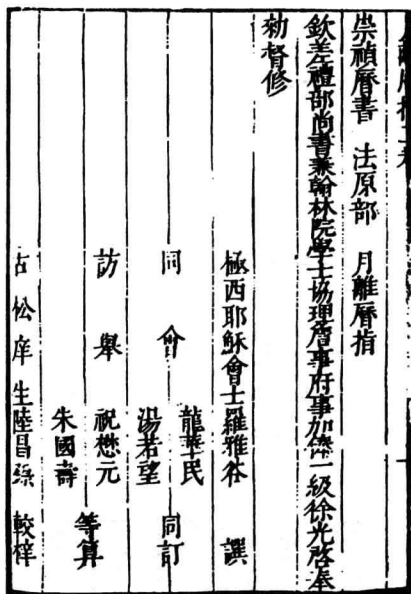 崇禎曆書 法原部 月離曆指
欽差禮部尚書兼翰林院學士協理詹事府事加俸一級徐光啓奉
勑督修
極西耶穌會士羅雅谷 譔
同會 龍華民 湯若望 同訂
訪舉 祝懋元 朱國壽 等算
古松庠生陸昌 較梓